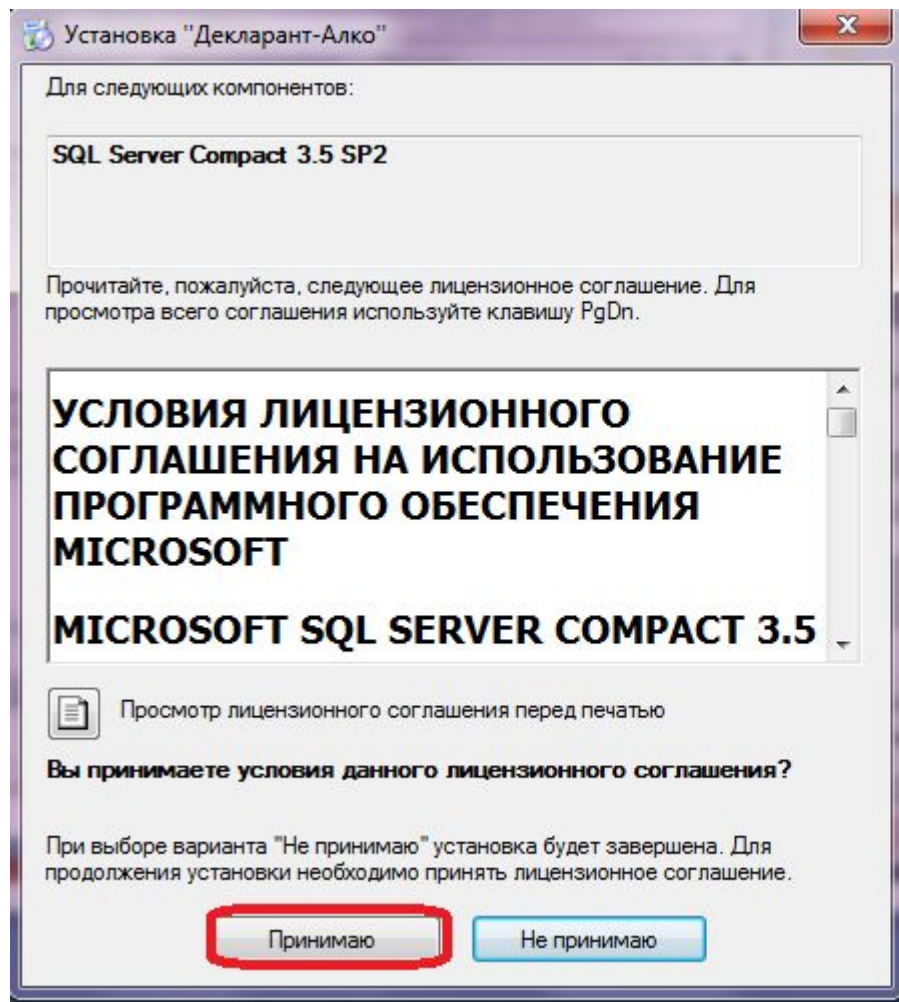 Установка "Декларант-Алко"
Для следующих компонентов:
SQL Server Compact 3.5 SP2
Прочитайте, пожалуйста, следующее лицензионное соглашение. Для
просмотра всего соглашения используйте клавишу PgDn.
УСЛОВИЯ ЛИЦЕНЗИОННОГО
СОГЛАШЕНИЯ НА ИСПОЛЬЗОВАНИЕ
ПРОГРАММНОГО ОБЕСПЕЧЕНИЯ
MICROSOFT
MICROSOFT SQL SERVER COMPACT 3.5
Просмотр лицензионного соглашения перед печатью
Вы принимаете условия данного лицензионного соглашения?
При выборе варианта "Не принимаю" установка будет завершена. Для
продолжения установки необходимо принять лицензионное соглашение.
Принимаю
Не принимаю